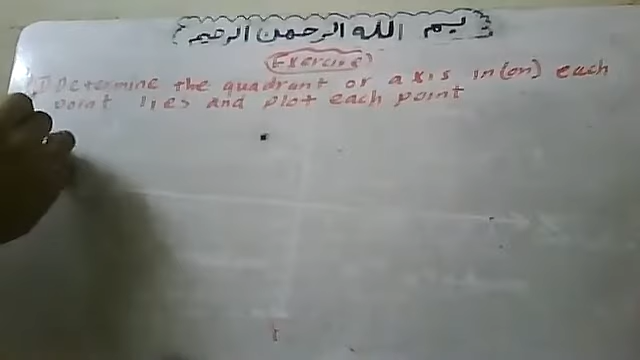 بسم الله الرحمن الرحيم
Exercise
1) Determine the quadrant or axis in (on) each
point lies and plot each point